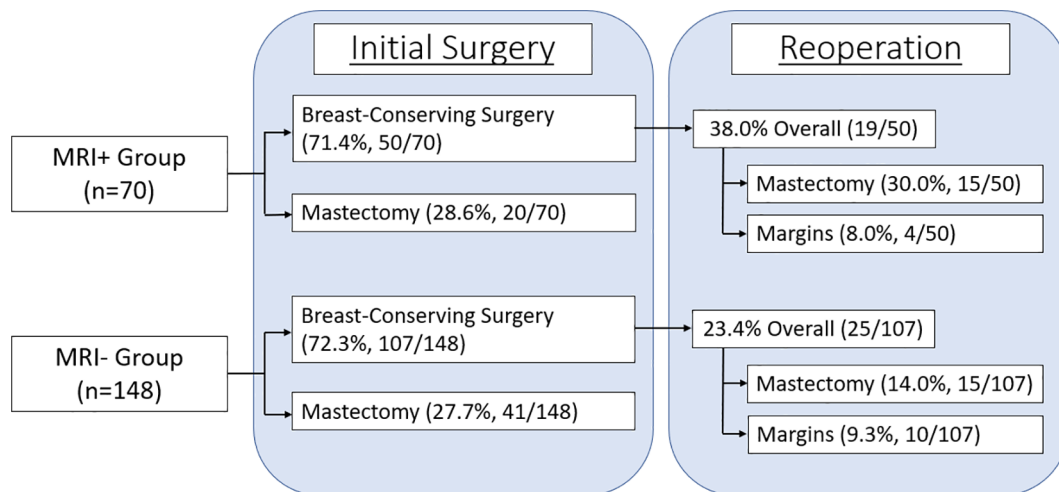 Initial Surgery
Reoperation
MRI+ Group
(n=70)
Breast-Conserving Surgery
(71.4%, 50/70)
Mastectomy (28.6%, 20/70)
38.0% Overall (19/50)
Mastectomy (30.0%, 15/50)
Margins (8.0%, 4/50)
MRI- Group
(n=148)
Breast-Conserving Surgery
(72.3%, 107/148)
Mastectomy (27.7%, 41/148)
23.4% Overall (25/107)
Mastectomy (14.0%, 15/107)
Margins (9.3%, 10/107)